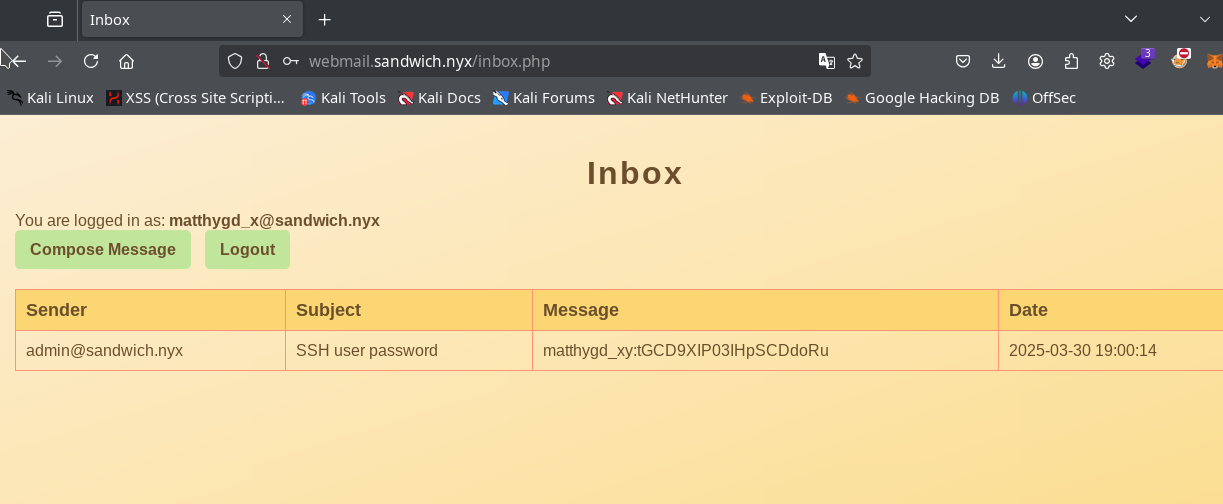 Inbox
webmail.sandwich.nyx/inbox.php
3
Kali Linux XSS (Cross Site Scripti... Kali Tools Kali Docs Kali Forums Kali NetHunter Exploit-DB Google Hacking DB OffSec
Inbox
You are logged in as: matthygd_x@sandwich.nyx
Compose Message Logout
Sender Subject Message Date
admin@sandwich.nyx SSH user password matthygd_xy:tGCD9XIP03IHpSCDdoRu 2025-03-30 19:00:14